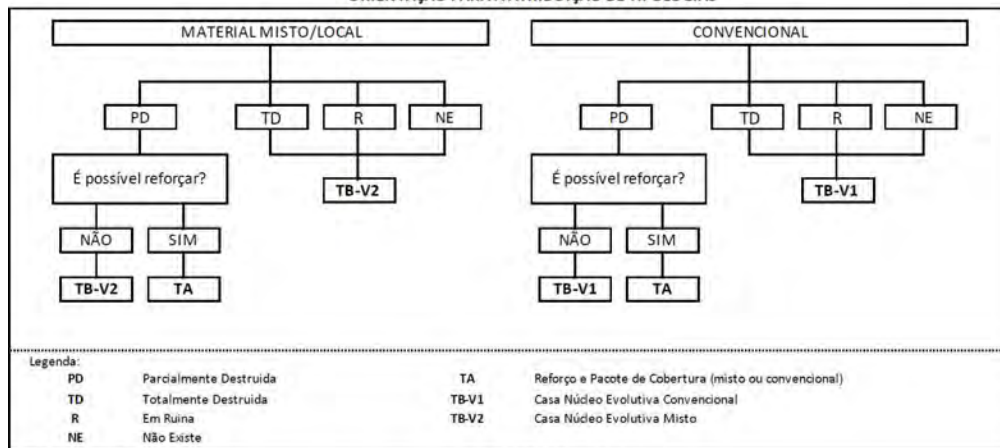 MATERIAL MISTO/LOCAL CONVENCIONAL
PD TD R NE PD TD R NE
É possível reforçar? TB-V2 É possível reforçar? TB-V1
NÃO SIM NÃO SIM
TB-V2 TA TB-V1 TA
Legenda:
PD Parcialmente Destruida TA Reforço e Pacote de Cobertura (misto ou convencional)
TD Totalmente Destruida TB-V1 Casa Núcleo Evolutiva Convencional
R Em Ruina TB-V2 Casa Núcleo Evolutiva Misto
NE Não Existe